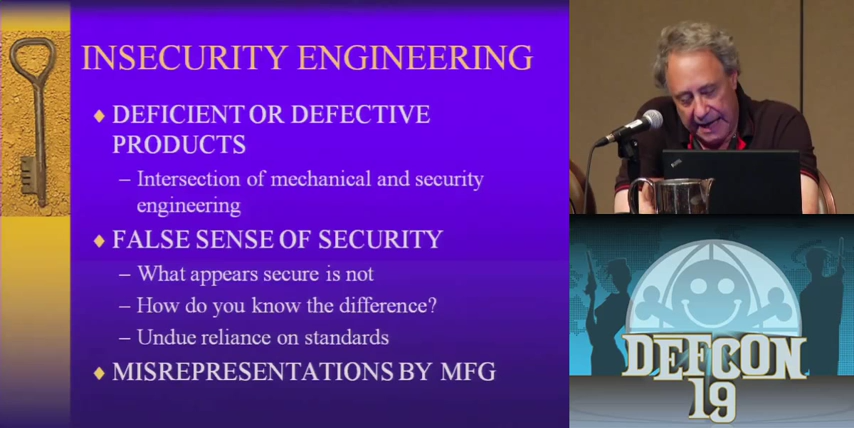 INSECURITY ENGINEERING
♦ DEFICIENT OR DEFECTIVE
PRODUCTS
– Intersection of mechanical and security
engineering
♦ FALSE SENSE OF SECURITY
– What appears secure is not
– How do you know the difference?
– Undue reliance on standards
♦ MISREPRESENTATIONS BY MFG
DEFCON
19